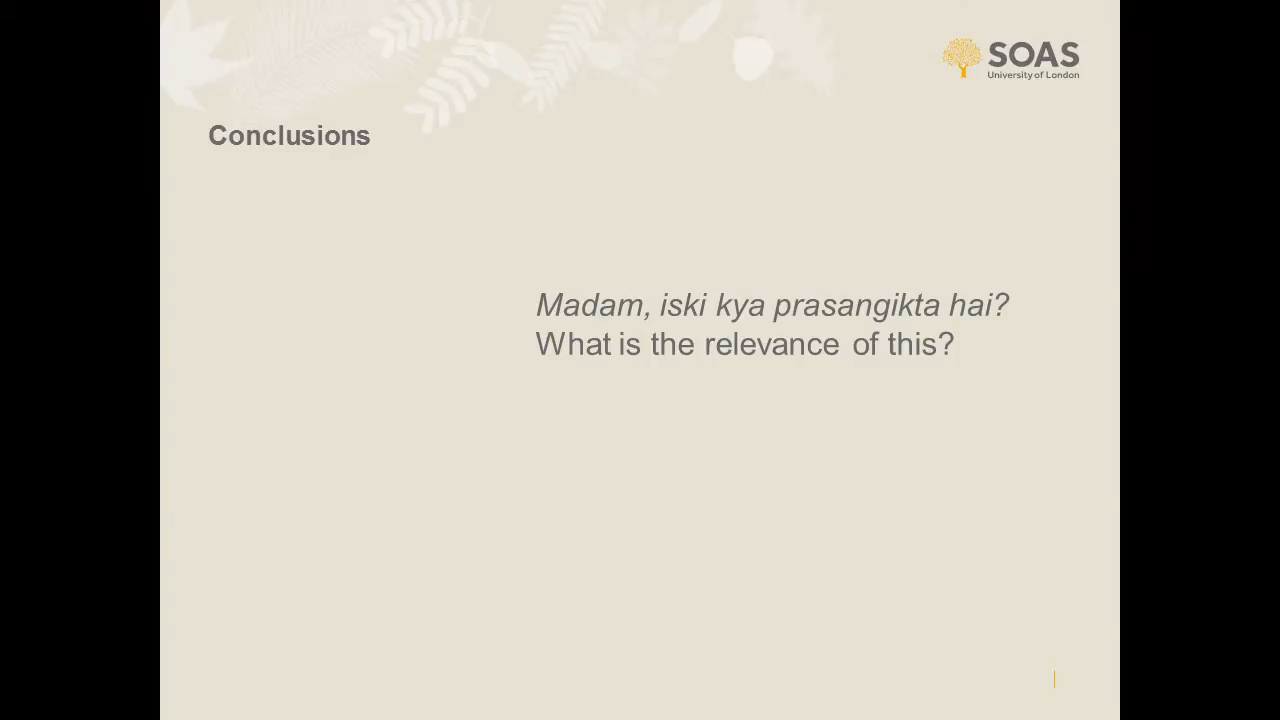 SOAS
University of London
Conclusions
Madam, iski kya prasangikta hai?
What is the relevance of this?